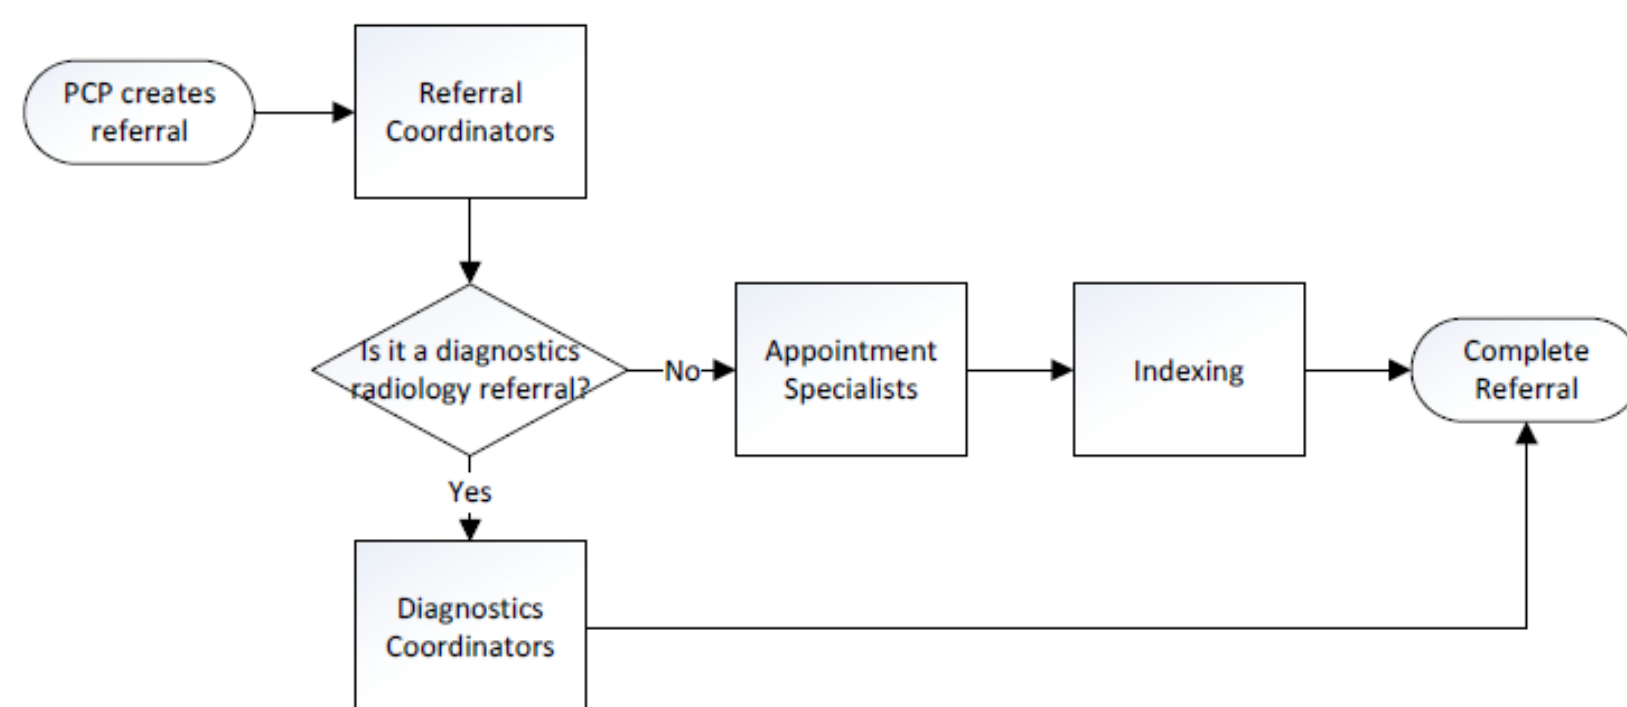 PCP creates
referral
Referral
Coordinators
Is it a diagnostics
radiology referral?
No
Appointment
Specialists
Indexing
Complete
Referral
Yes
Diagnostics
Coordinators